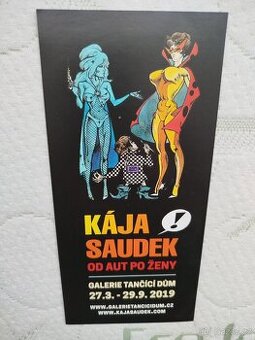 KÁJA
!
SAUDEK
OD AUT PO ŽENY
GALERIE TANČÍCÍ DŮM
27.3. - 29.9. 2019
WWW.GALERIETANCICIDUM.CZ
WWW.KAJASAUDEK.COM